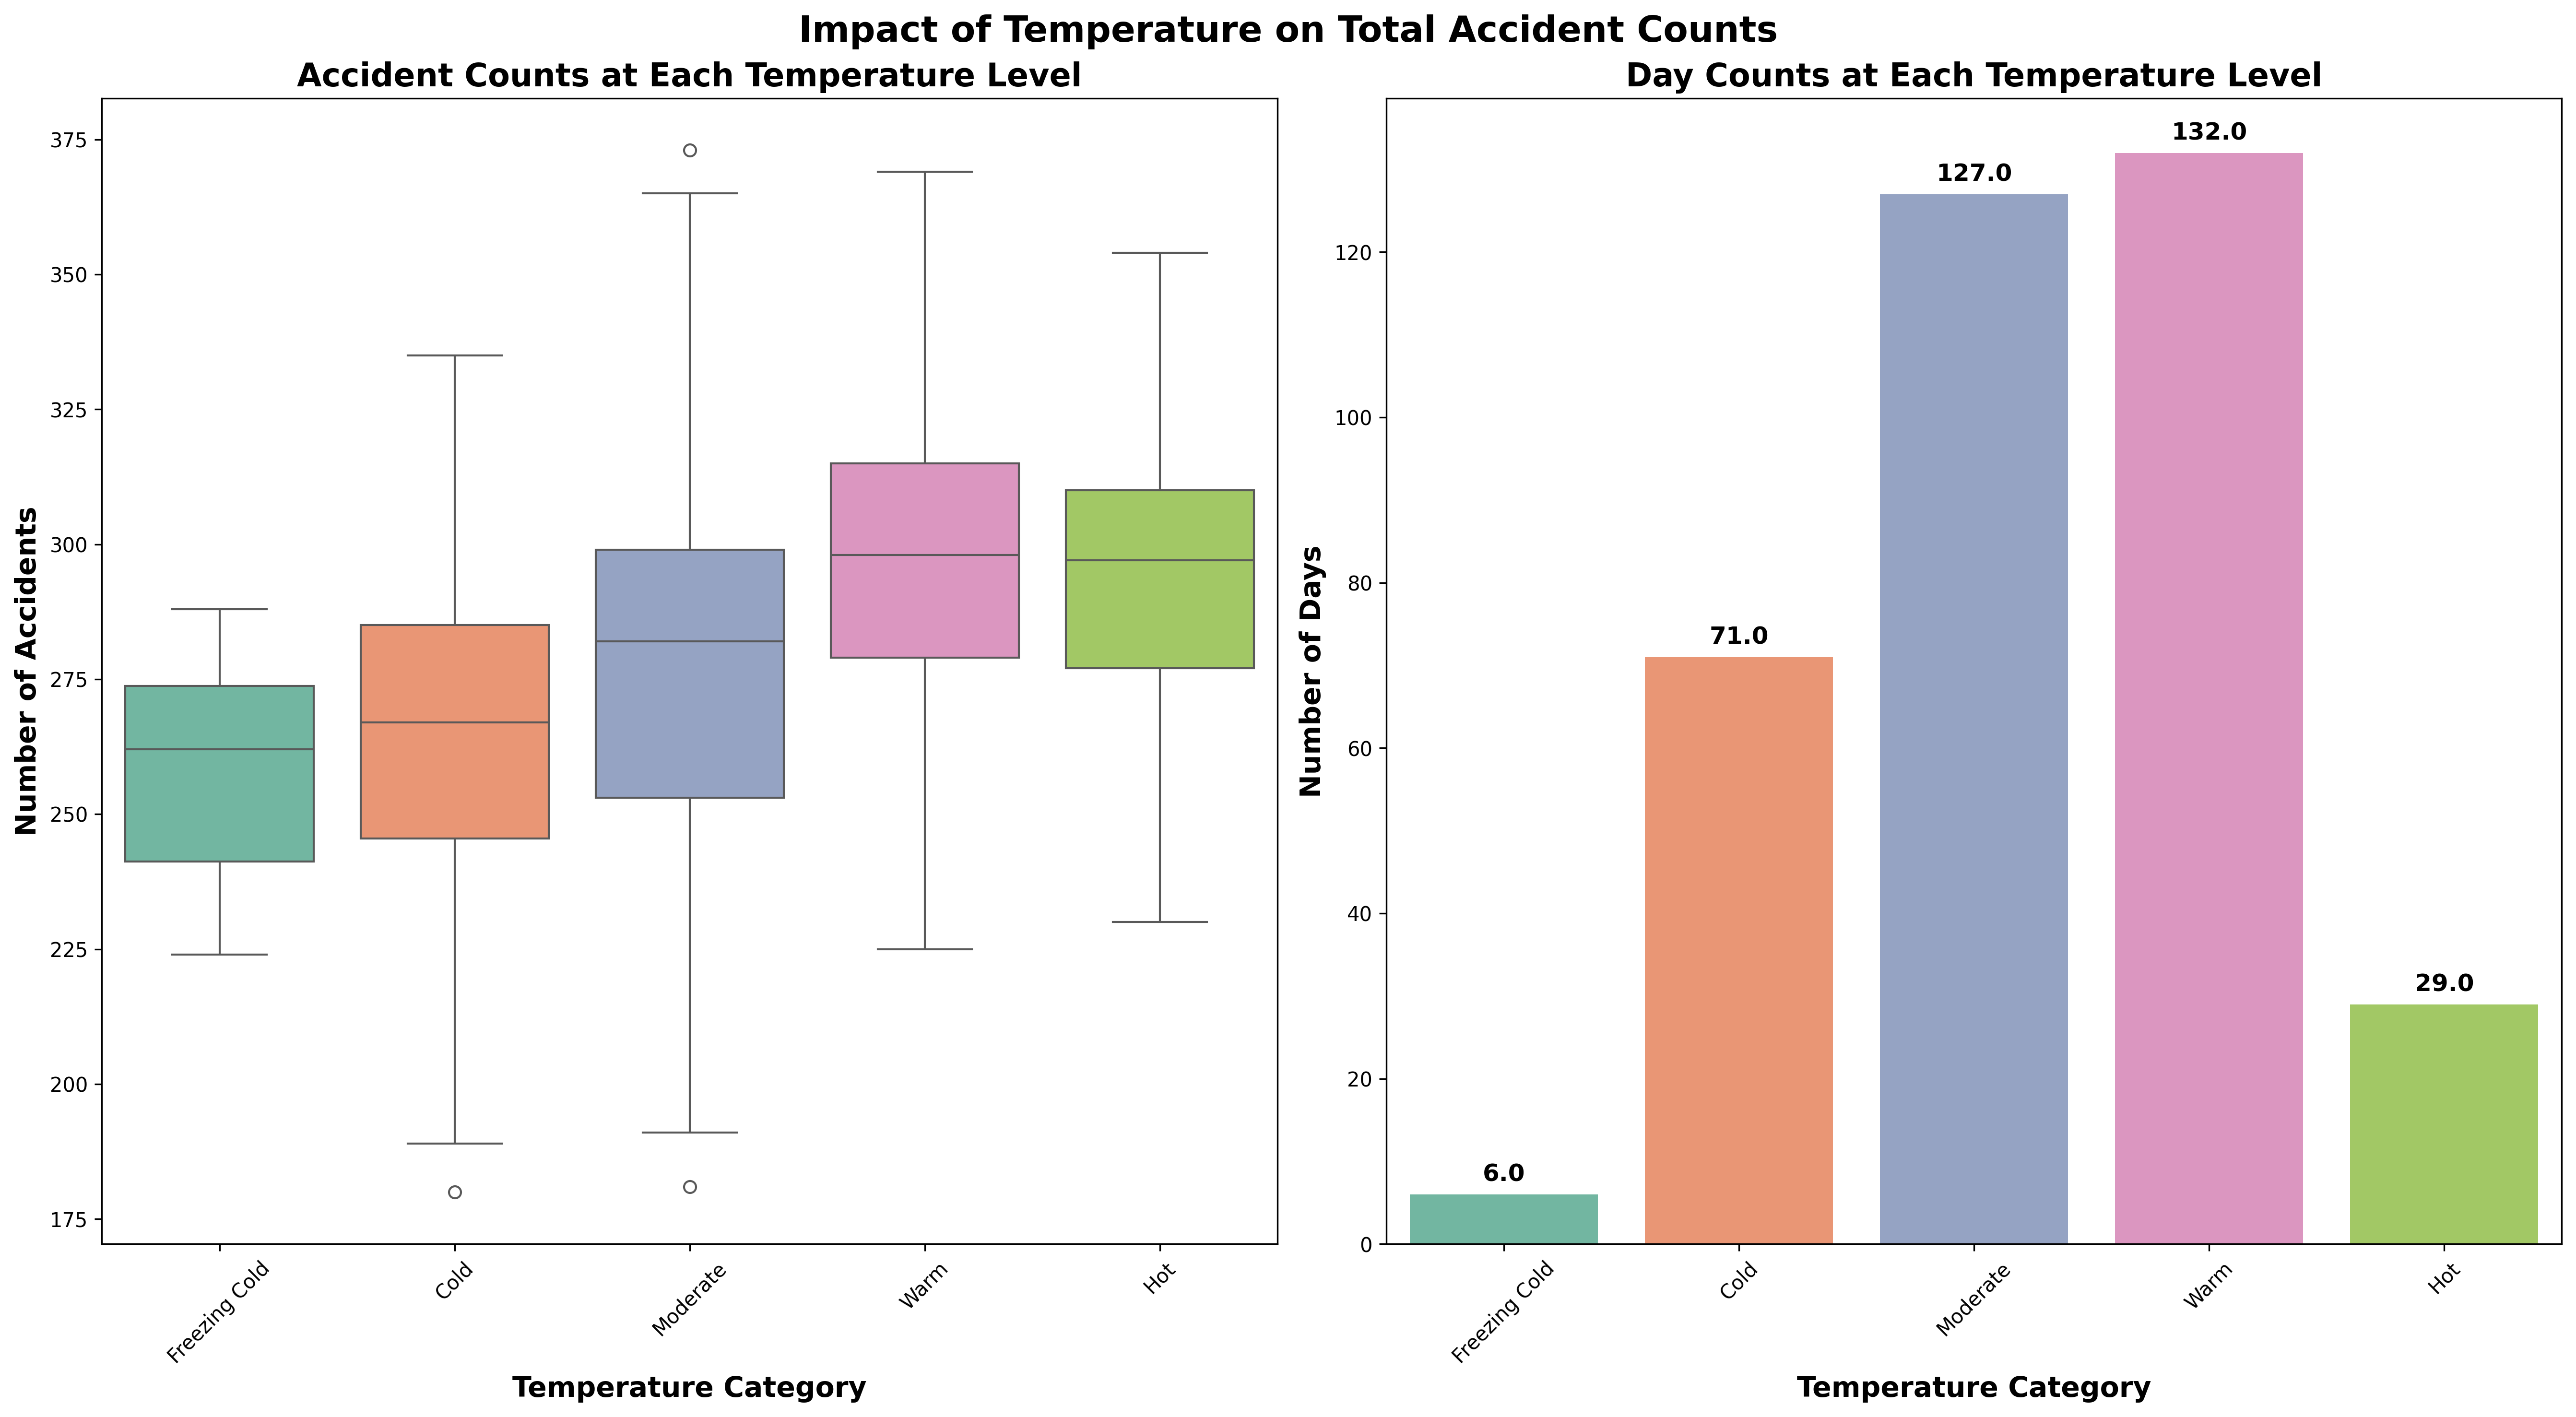 Impact of Temperature on Total Accident Counts
Accident Counts at Each Temperature Level
Number of Accidents
375
350
325
300
275
250
225
200
175
Freezing Cold
Cold
Moderate
Warm
Hot
Temperature Category
Day Counts at Each Temperature Level
Number of Days
120
100
80
60
40
20
0
6.0
71.0
127.0
132.0
29.0
Freezing Cold
Cold
Moderate
Warm
Hot
Temperature Category